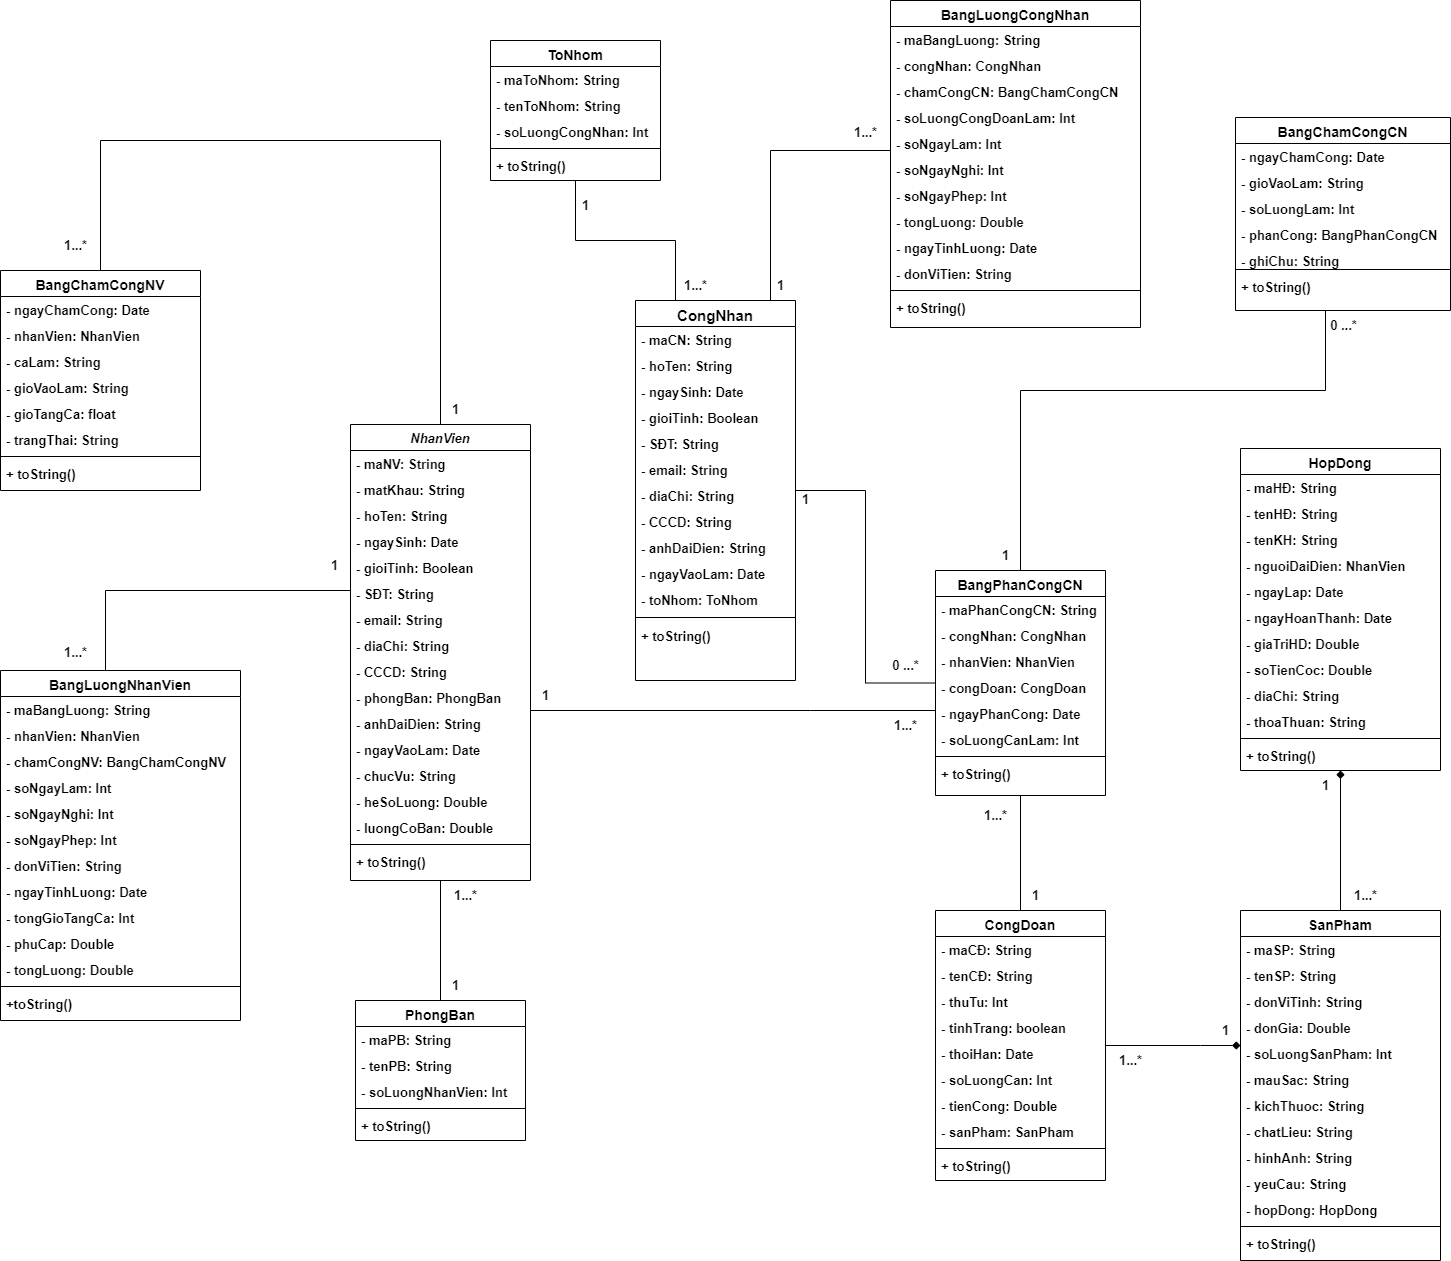 BangLuongCongNhan
- maBangLuong: String
- congNhan: CongNhan
- chamCongCN: BangChamCongCN
- soLuongCongDoanLam: Int
- soNgayLam: Int
- soNgayNghi: Int
- soNgayPhep: Int
- tongLuong: Double
- ngayTinhLuong: Date
- donViTien: String
+ toString()
ToNhom
- maToNhom: String
- tenToNhom: String
- soLuongCongNhan: Int
+ toString()
1
1...*
1...*
1
BangChamCongCN
- ngayChamCong: Date
- gioVaoLam: String
- soLuongLam: Int
- phanCong: BangPhanCongCN
- ghiChu: String
+ toString()
0 ...*
1
1...*
1
BangChamCongNV
- ngayChamCong: Date
- nhanVien: NhanVien
- caLam: String
- gioVaoLam: String
- gioTangCa: float
- trangThai: String
+ toString()
CongNhan
- maCN: String
- hoTen: String
- ngaySinh: Date
- gioiTinh: Boolean
- SĐT: String
- email: String
- diaChi: String
- CCCD: String
- anhDaiDien: String
- ngayVaoLam: Date
- toNhom: ToNhom
+ toString()
1
0 ...*
NhanVien
- maNV: String
- matKhau: String
- hoTen: String
- ngaySinh: Date
- gioiTinh: Boolean
- SĐT: String
- email: String
- diaChi: String
- CCCD: String
- phongBan: PhongBan
- anhDaiDien: String
- ngayVaoLam: Date
- chucVu: String
- heSoLuong: Double
- luongCoBan: Double
+ toString()
1
1...*
1
1...*
HopDong
- maHĐ: String
- tenHĐ: String
- tenKH: String
- nguoiDaiDien: NhanVien
- ngayLap: Date
- ngayHoanThanh: Date
- giaTriHD: Double
- soTienCoc: Double
- diaChi: String
- thoaThuan: String
+ toString()
1
1...*
BangPhanCongCN
- maPhanCongCN: String
- congNhan: CongNhan
- nhanVien: NhanVien
- congDoan: CongDoan
- ngayPhanCong: Date
- soLuongCanLam: Int
+ toString()
1...*
1
BangLuongNhanVien
- maBangLuong: String
- nhanVien: NhanVien
- chamCongNV: BangChamCongNV
- soNgayLam: Int
- soNgayNghi: Int
- soNgayPhep: Int
- donViTien: String
- ngayTinhLuong: Date
- tongGioTangCa: Int
- phuCap: Double
- tongLuong: Double
+toString()
1...*
1
PhongBan
- maPB: String
- tenPB: String
- soLuongNhanVien: Int
+ toString()
CongDoan
- maCĐ: String
- tenCĐ: String
- thuTu: Int
- tinhTrang: boolean
- thoiHan: Date
- soLuongCan: Int
- tienCong: Double
- sanPham: SanPham
+ toString()
1
1...*
SanPham
- maSP: String
- tenSP: String
- donViTinh: String
- donGia: Double
- soLuongSanPham: Int
- mauSac: String
- kichThuoc: String
- chatLieu: String
- hinhAnh: String
- yeuCau: String
- hopDong: HopDong
+ toString()